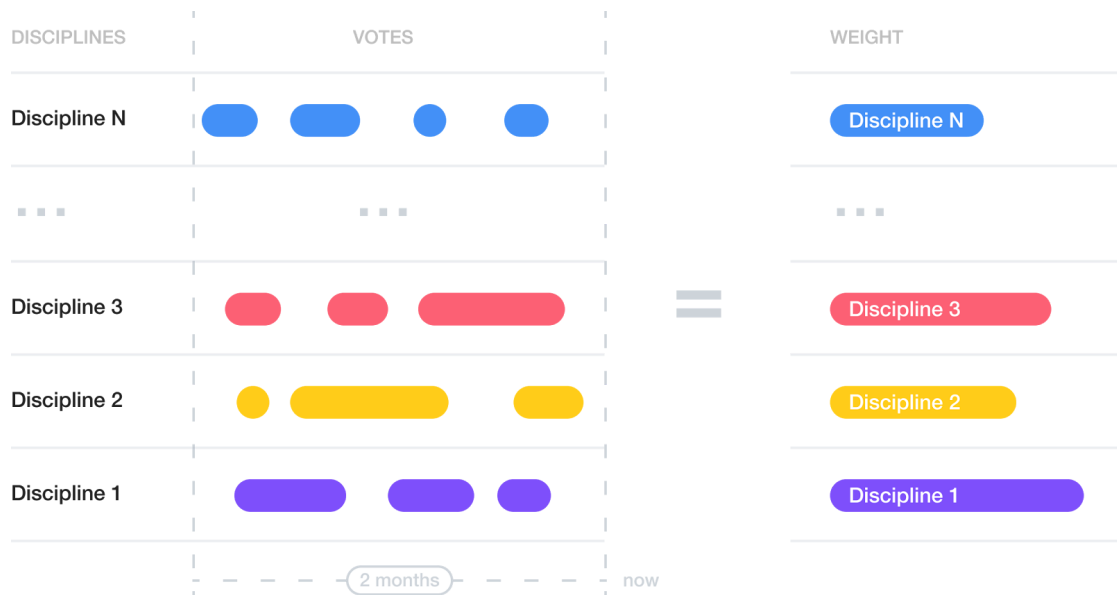 DISCIPLINES VOTES WEIGHT
Discipline N Discipline N
... ... ...
Discipline 3 = Discipline 3
Discipline 2 Discipline 2
Discipline 1 Discipline 1
2 months now